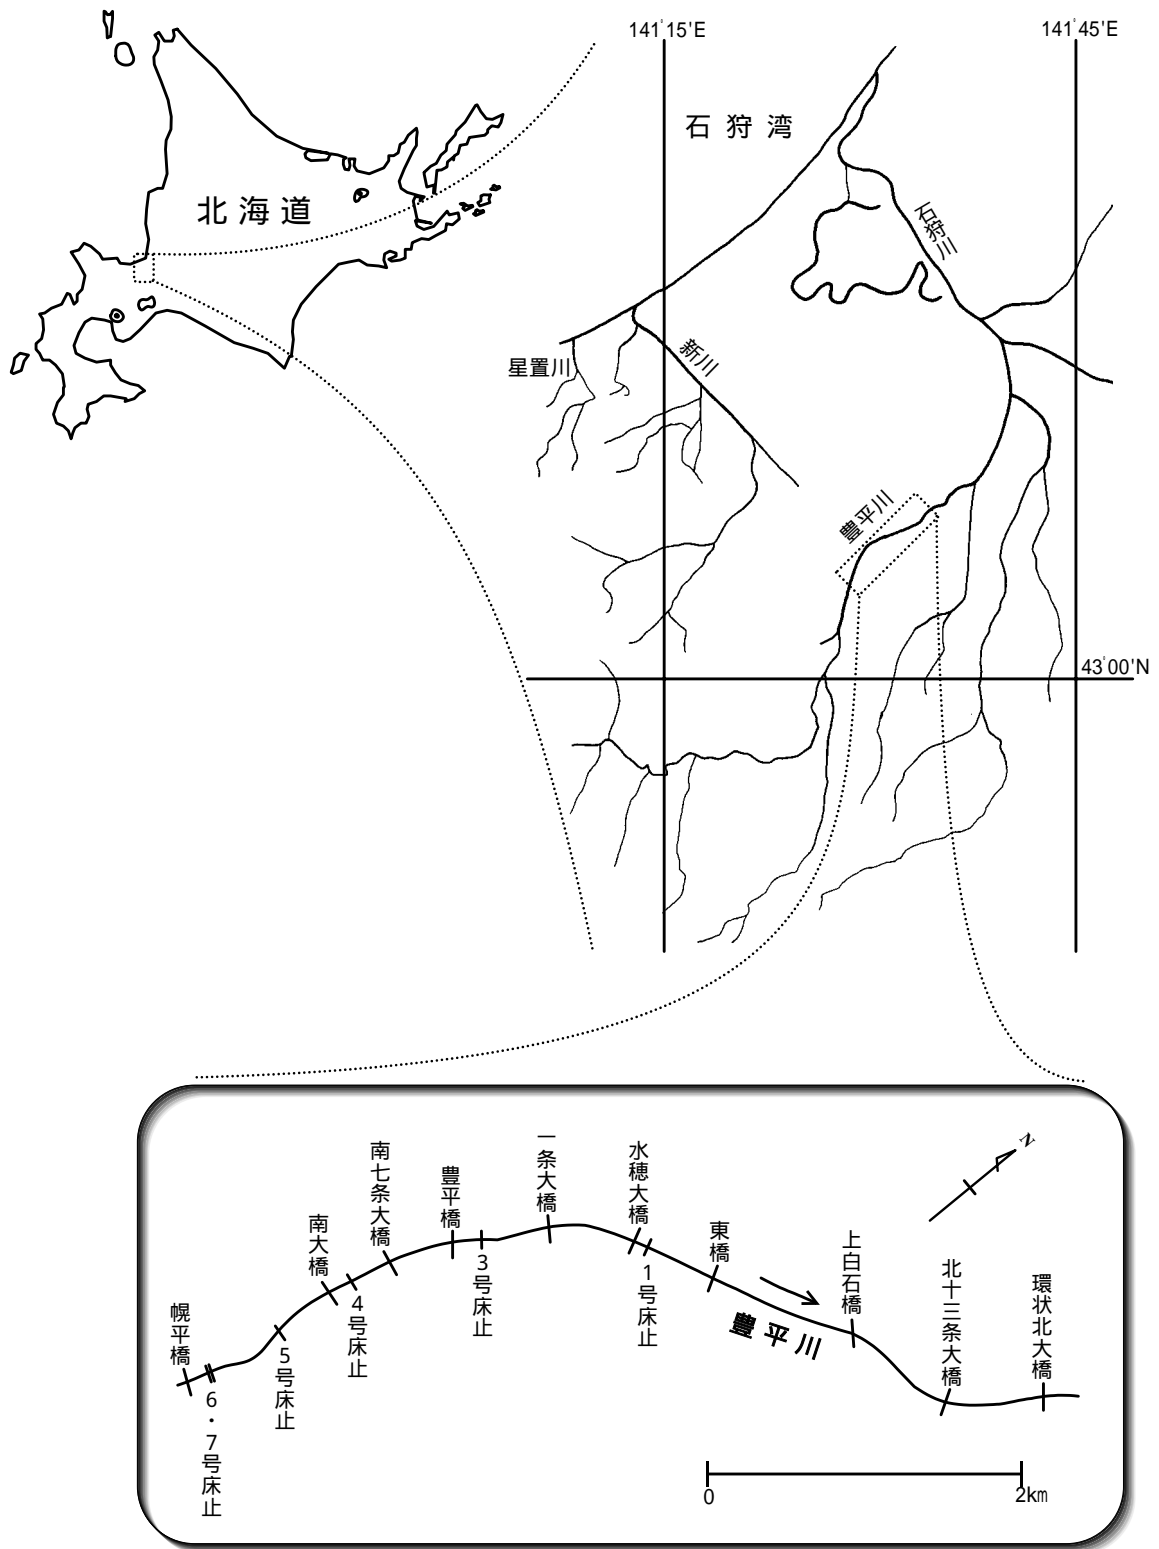 141°15'E
141°45'E
石狩湾
北海道
石狩川
星置川
新川
豊平川
43°00'N
幌平橋
6・7号床止
5号床止
南大橋
4号床止
南七条大橋
豊平橋
3号床止
一条大橋
水穂大橋
1号床止
東橋
豊平川
上白石橋
北十三条大橋
環状北大橋
N
0
2km